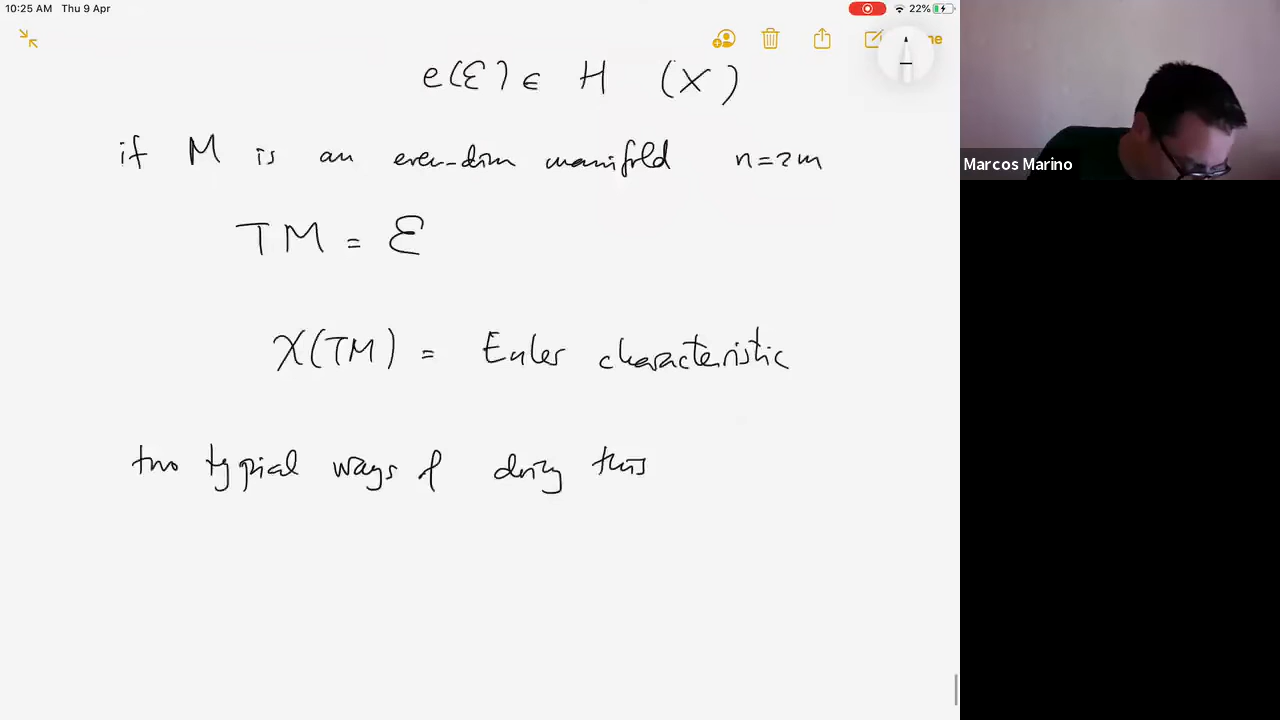 10:25 AM Thu 9 Apr
22%
e(ℰ) ∈ H (X)
Marcos Marino
if M is an even-dim manifold n=2m
TM = ℰ
χ(TM) = Euler characteristic
two typical ways of doing this